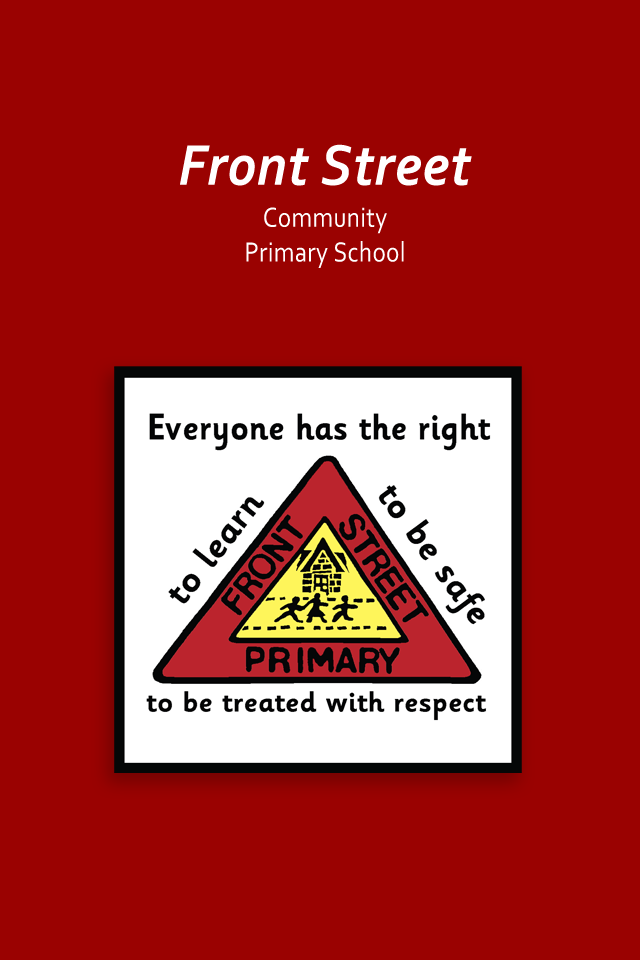 Front Street
Community
Primary School
Everyone has the right
to learn
to be safe
FRONT
STREET
PRIMARY
to be treated with respect